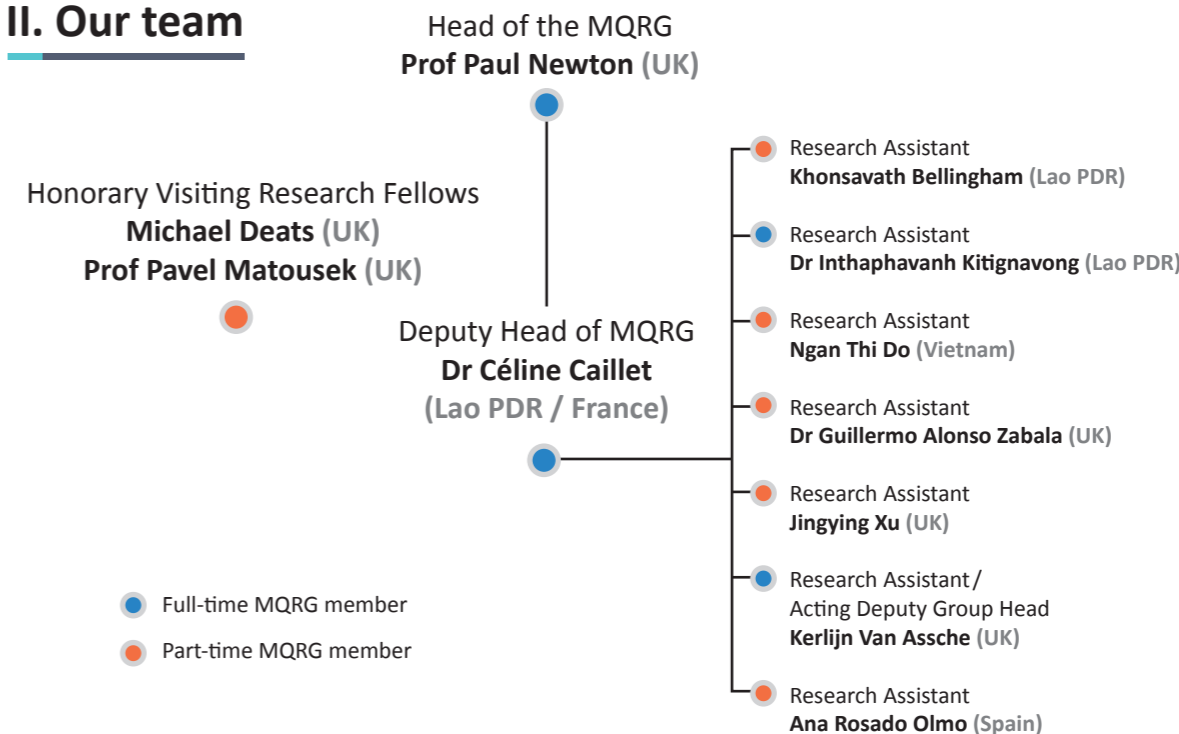 II. Our team
Head of the MQRG
Prof Paul Newton (UK)
Honorary Visiting Research Fellows
Michael Deats (UK)
Prof Pavel Matousek (UK)
Deputy Head of MQRG
Dr Céline Caillet
(Lao PDR / France)
Research Assistant
Khonsavath Bellingham (Lao PDR)
Research Assistant
Dr Inthaphavanh Kitignavong (Lao PDR)
Research Assistant
Ngan Thi Do (Vietnam)
Research Assistant
Dr Guillermo Alonso Zabala (UK)
Research Assistant
Jingying Xu (UK)
Research Assistant/
Acting Deputy Group Head
Kerlijn Van Assche (UK)
Research Assistant
Ana Rosado Olmo (Spain)
Full-time MQRG member
Part-time MQRG member